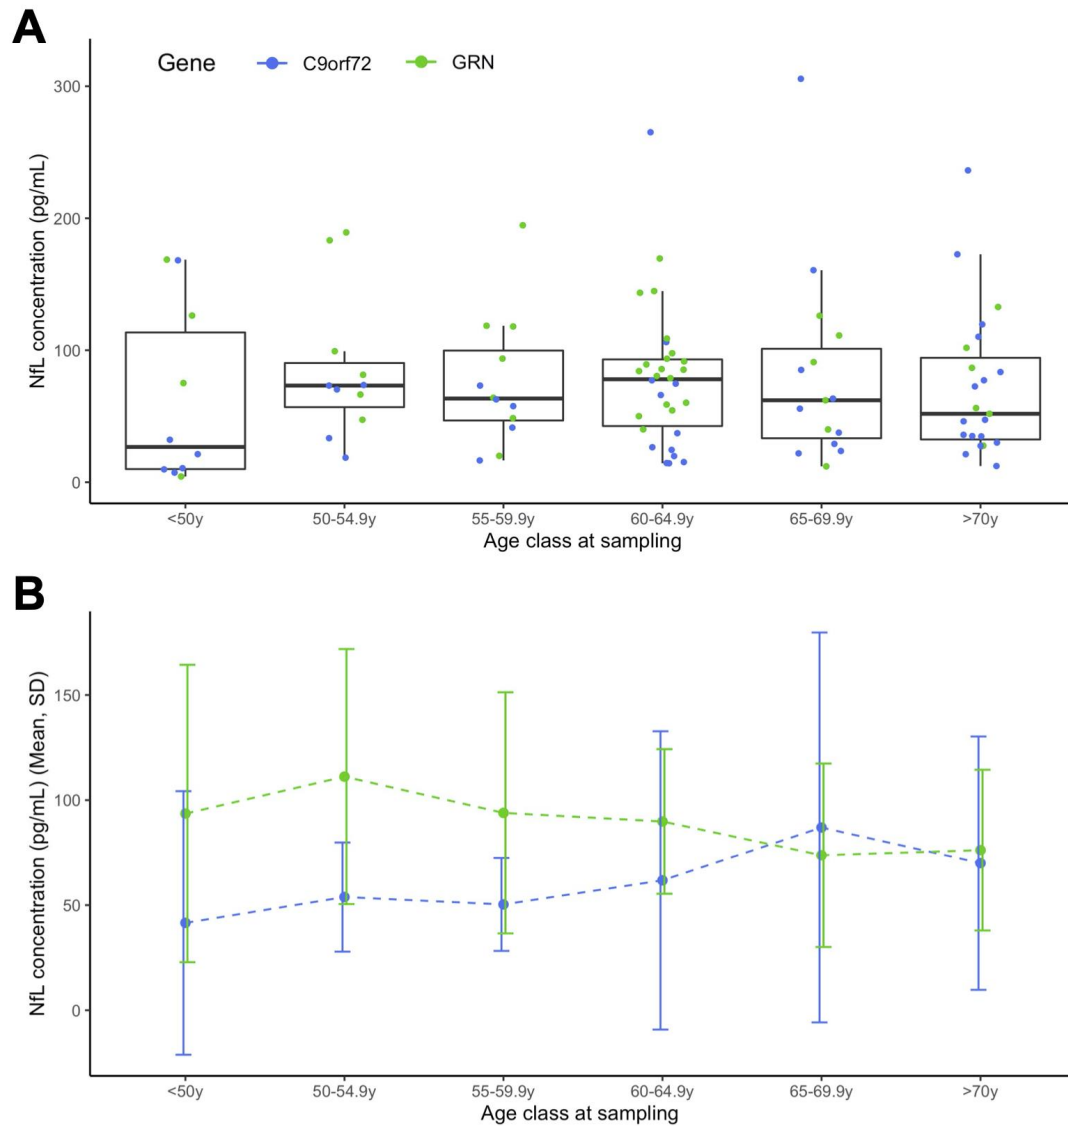 A
Gene C9orf72 GRN
NfL concentration (pg/mL)
300
200
100
0
<50y 50-54.9y 55-59.9y 60-64.9y 65-69.9y >70y
Age class at sampling
B
NfL concentration (pg/mL) (Mean, SD)
150
100
50
0
<50y 50-54.9y 55-59.9y 60-64.9y 65-69.9y >70y
Age class at sampling